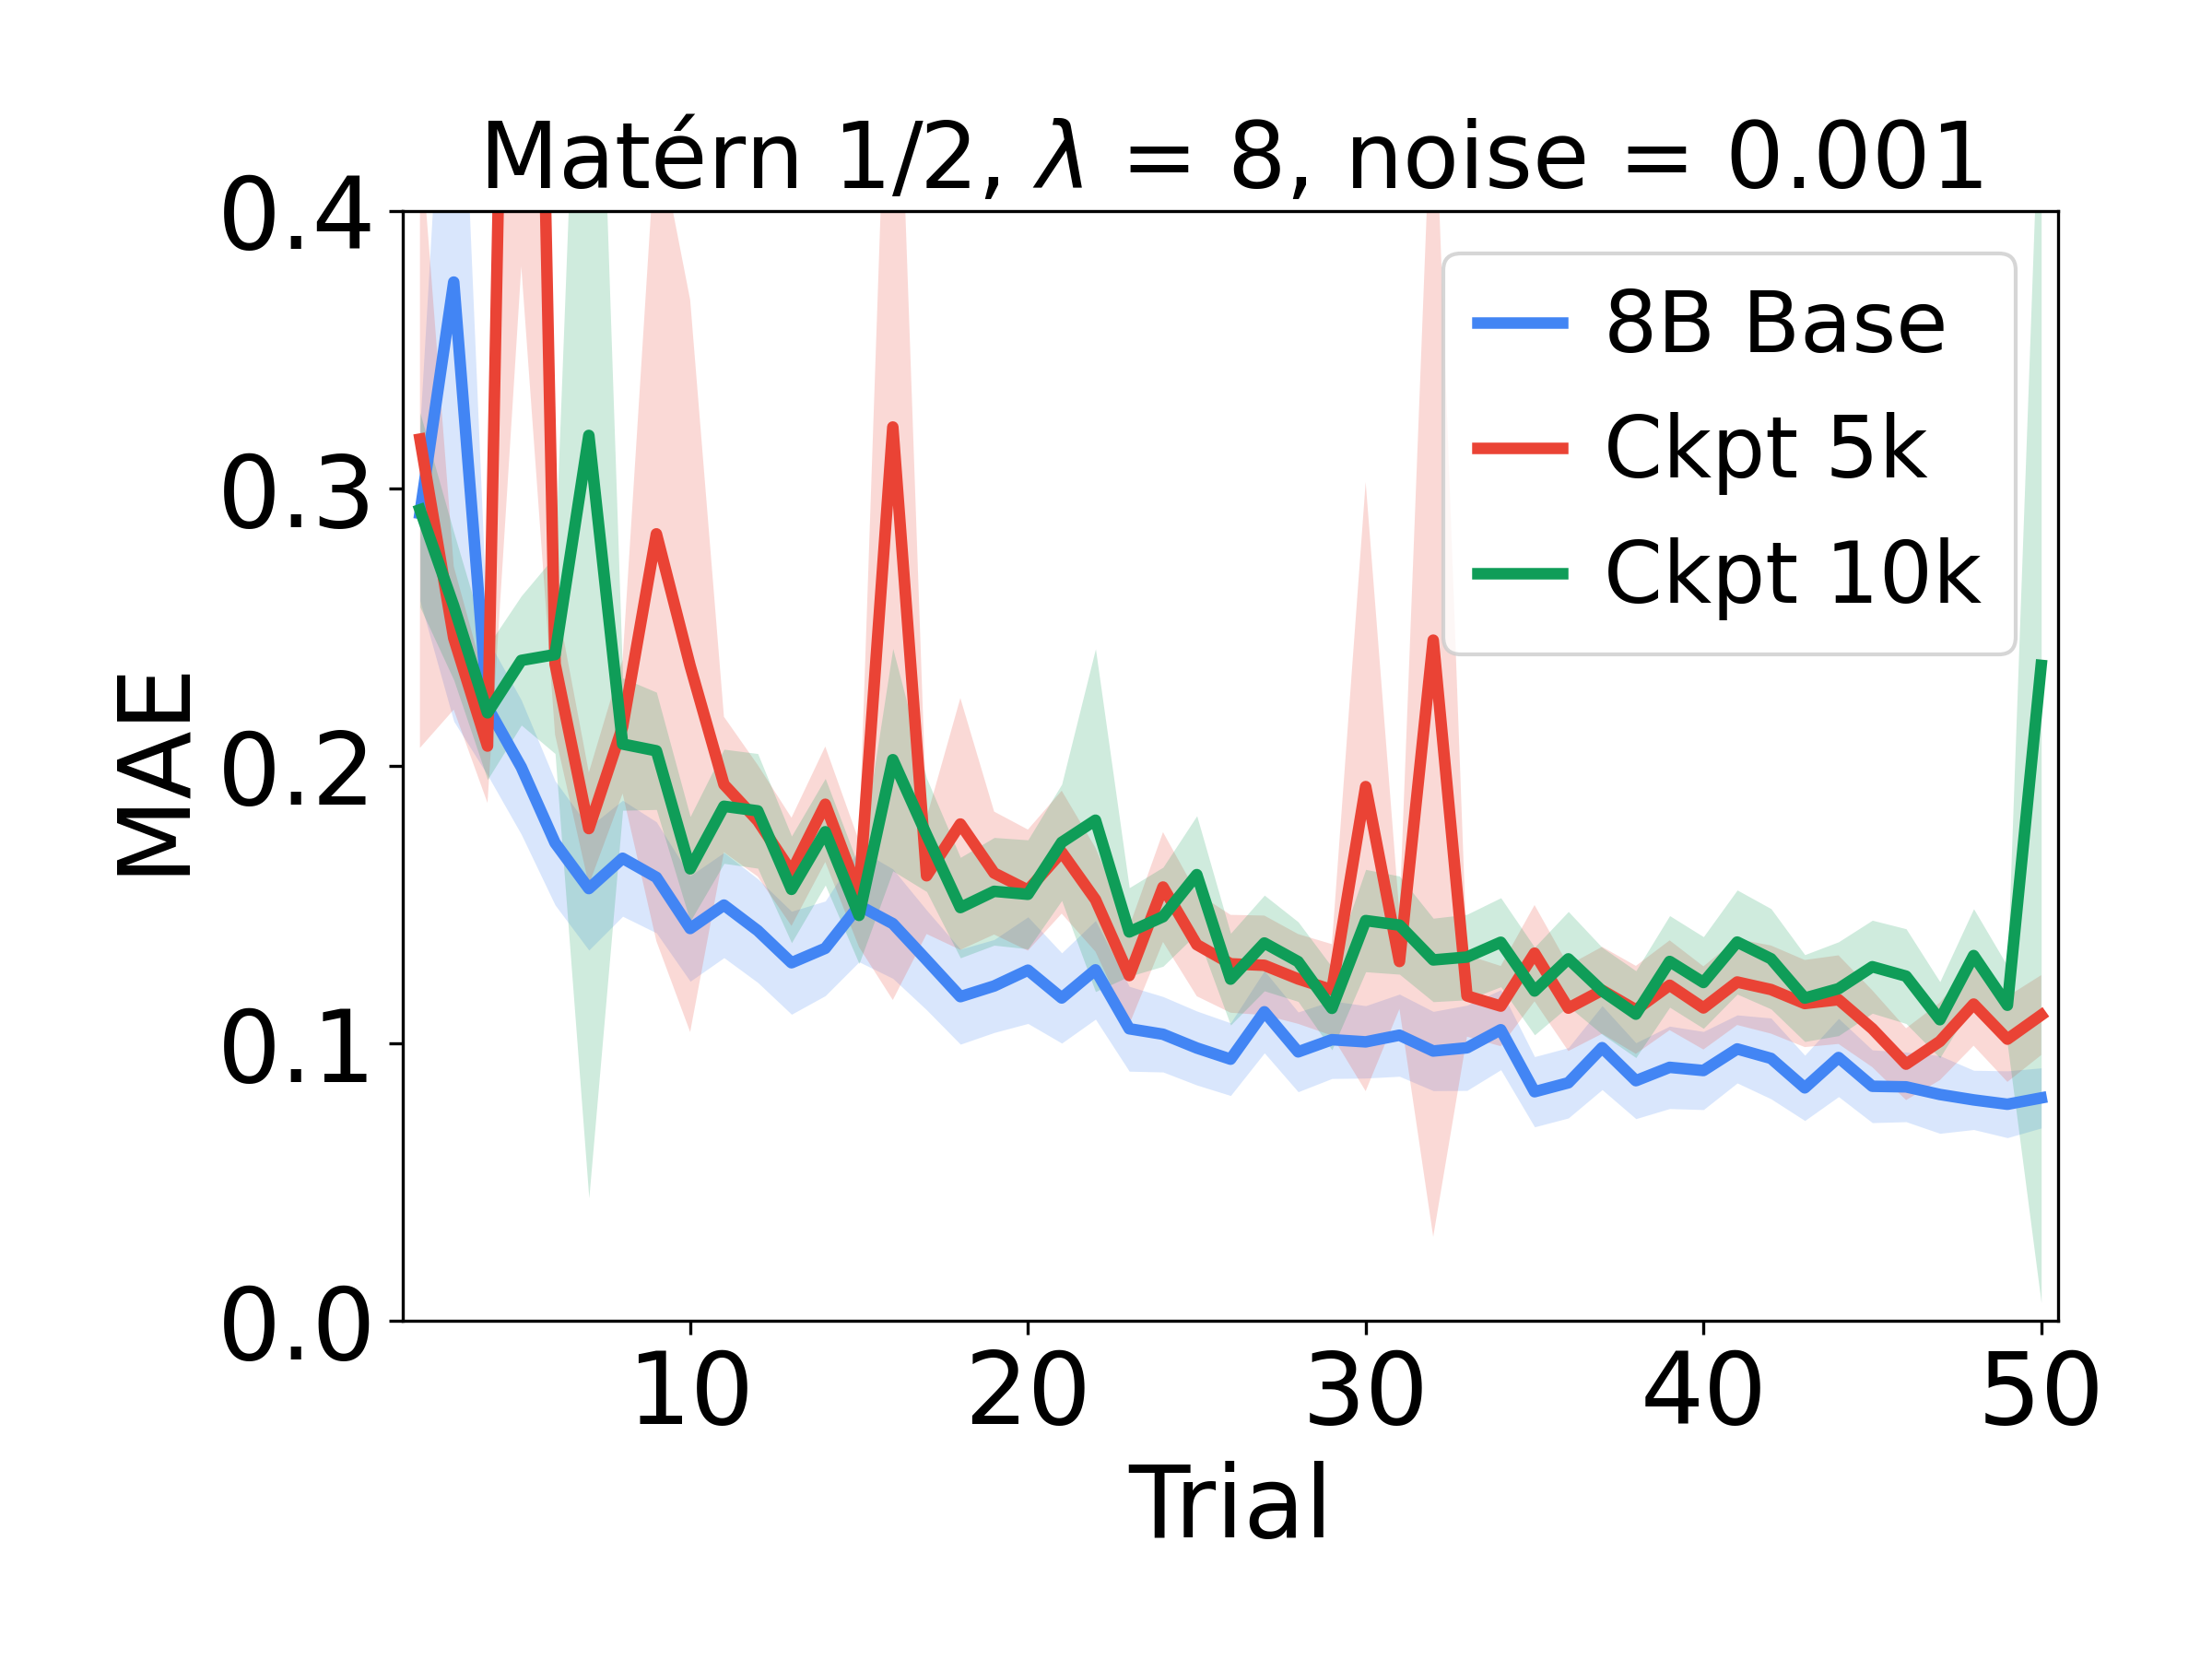 Matérn 1/2, λ = 8, noise = 0.001
0.4
0.3
0.2
0.1
0.0
MAE
8B Base
Ckpt 5k
Ckpt 10k
10 20 30 40 50
Trial